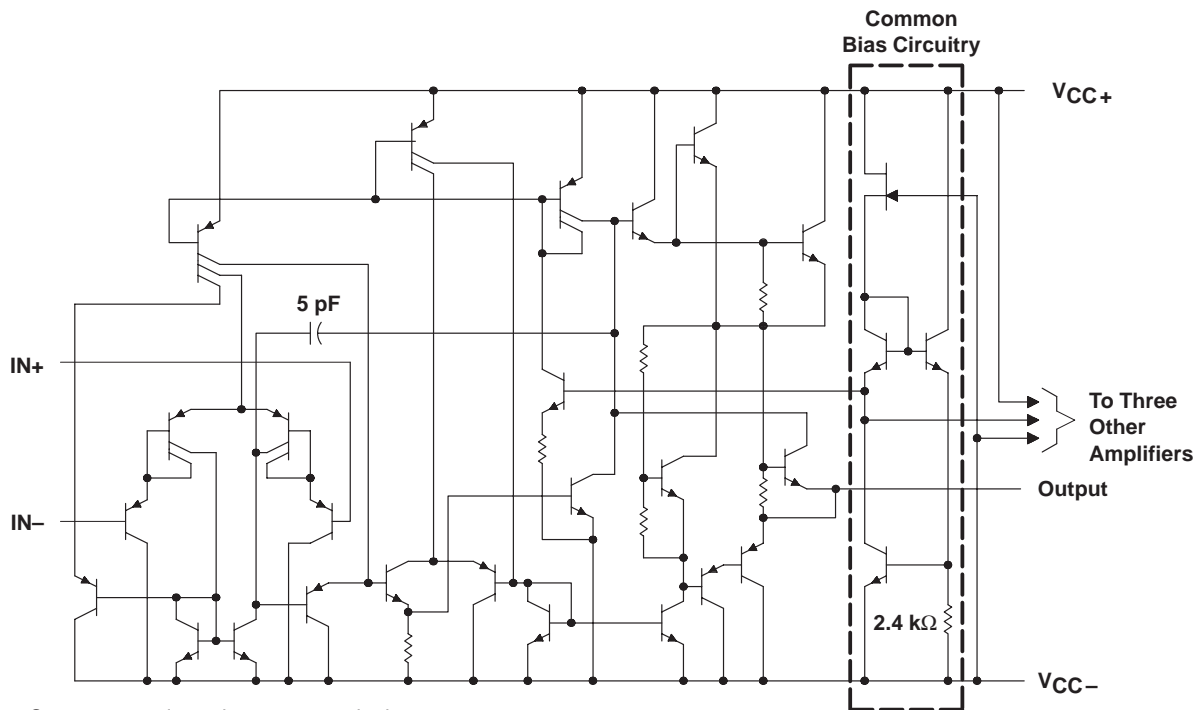 Common
Bias Circuitry
VCC+
5 pF
IN+
To Three
Other
Amplifiers
Output
IN−
2.4 kΩ
VCC−